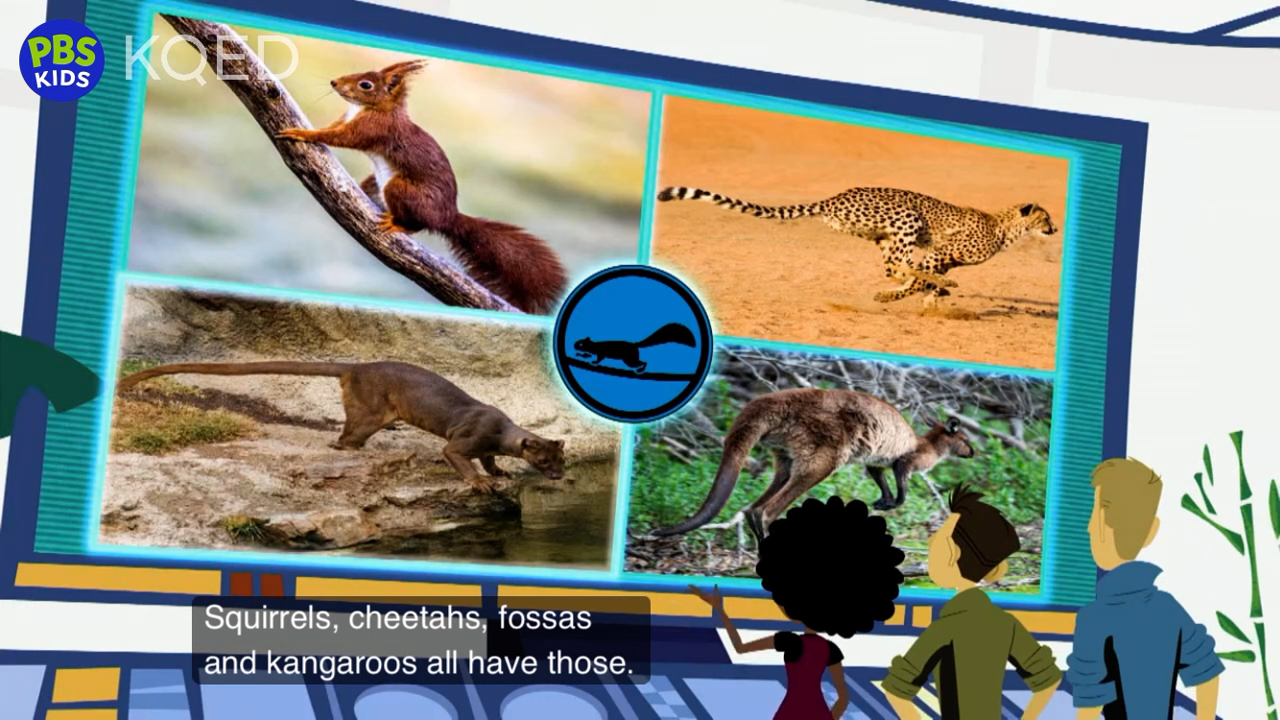 PBS
KIDS
KQED
Squirrels, cheetahs, fossas
and kangaroos all have those.